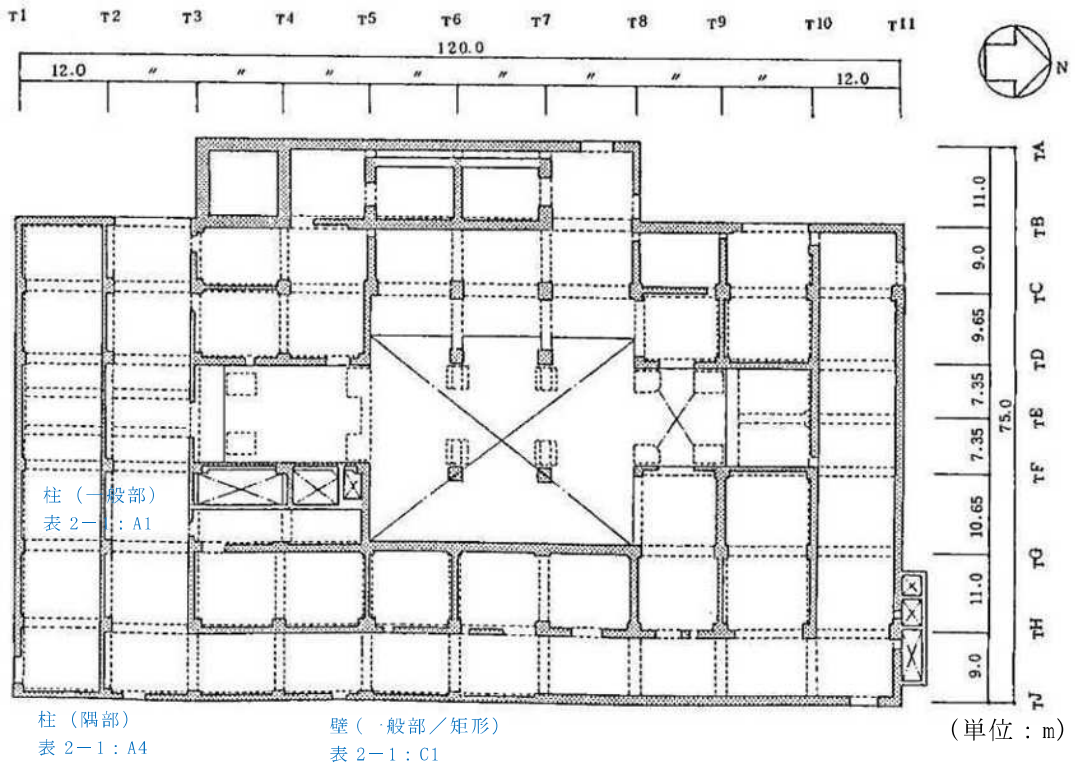 T1 T2 T3 T4 T5 T6 T7 T8 T9 T10 T11
120.0
12.0 〃 〃 〃 〃 〃 〃 〃 〃 12.0
N
TA
11.0
TB
9.0
TC
9.65
TD
7.35
TE
75.0
7.35
TF
10.65
TG
11.0
TH
9.0
TJ
柱（一般部）
表 2－1：A1
柱（隅部）
表 2－1：A4
壁（一般部／矩形）
表 2－1：C1
（単位：m）